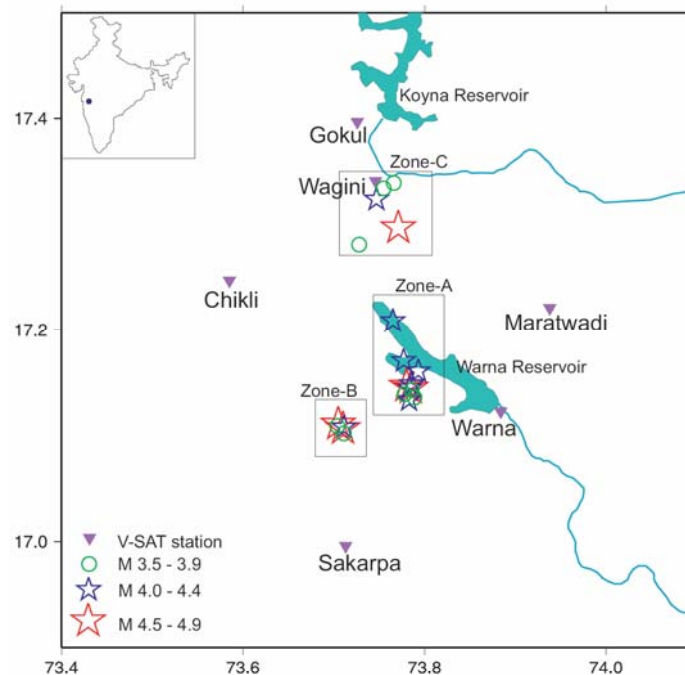 Koyna Reservoir
17.4
Gokul
Zone-C
Wagini
Zone-A
Chikli
Maratwadi
17.2
Warna Reservoir
Zone-B
Warna
V-SAT station
17.0
M 3.5 - 3.9
Sakarpa
M 4.0 - 4.4
M 4.5 - 4.9
73.4 73.6 73.8 74.0